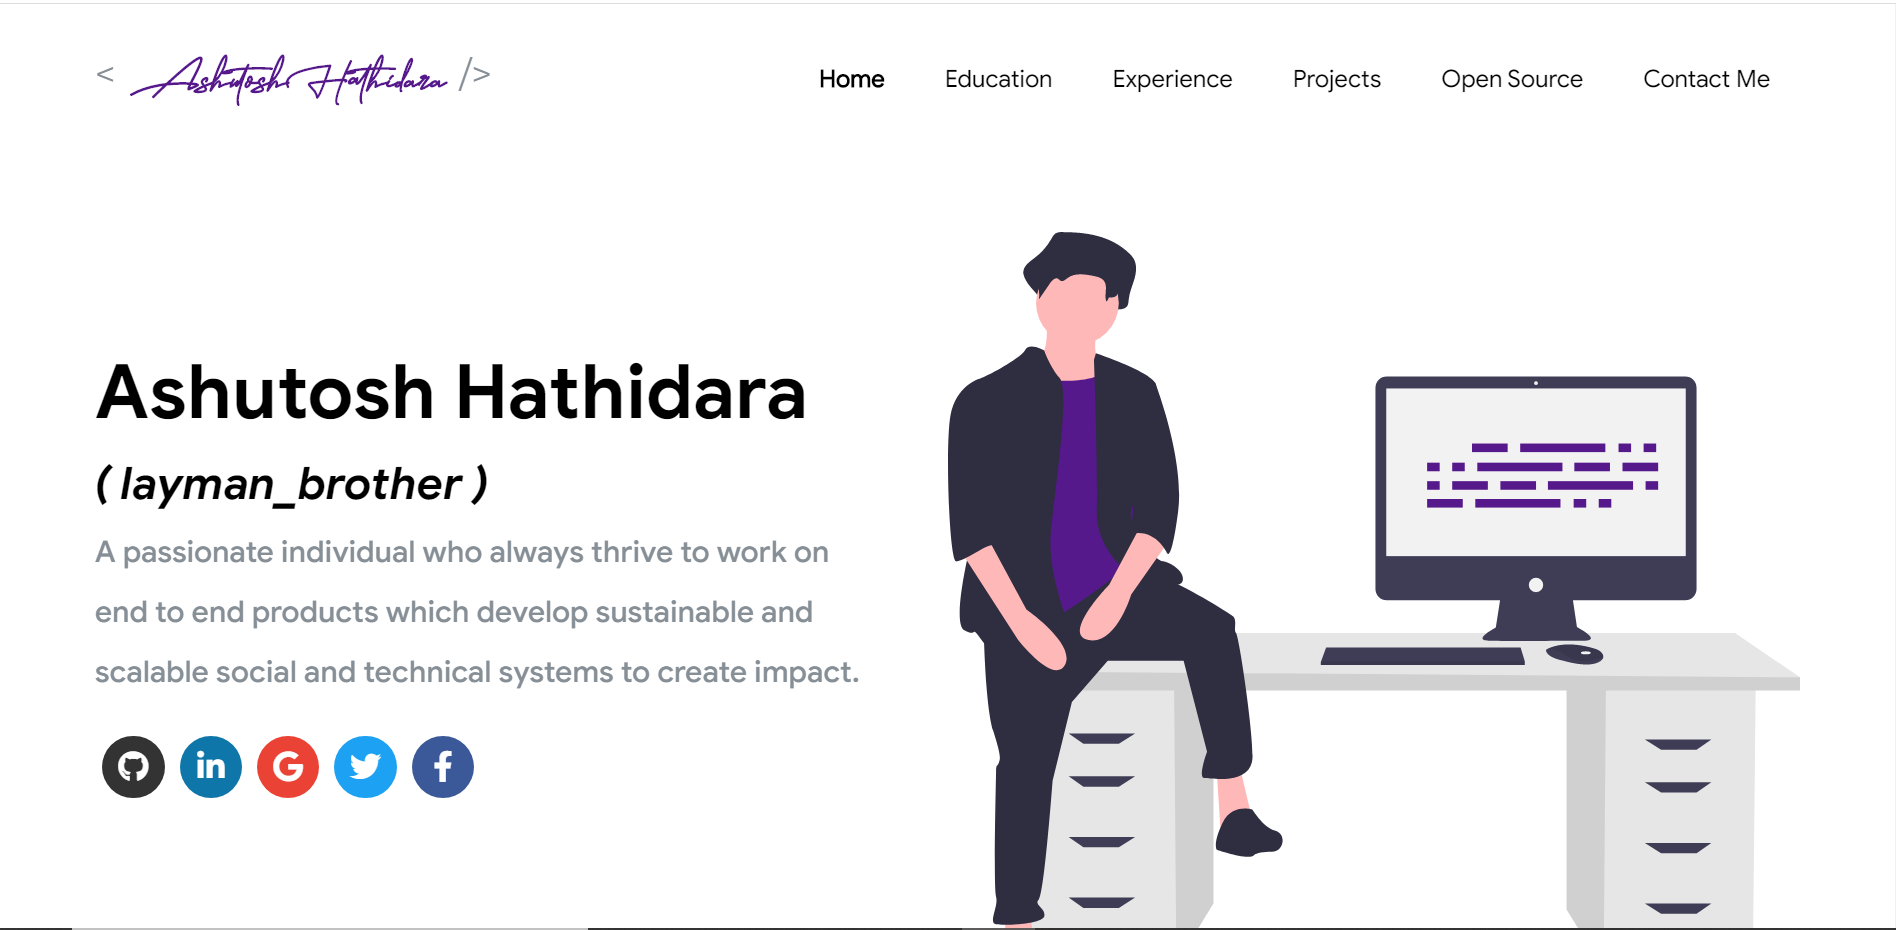 < Ashutosh Hathidara />
Home Education Experience Projects Open Source Contact Me
Ashutosh Hathidara
( layman_brother )
A passionate individual who always thrive to work on
end to end products which develop sustainable and
scalable social and technical systems to create impact.
in G f